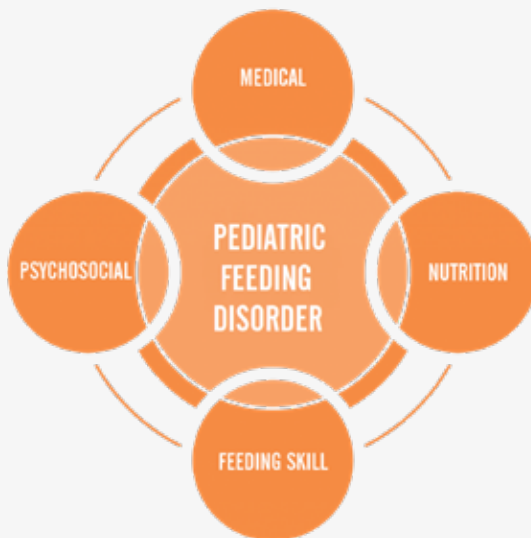 MEDICAL
PEDIATRIC
FEEDING
DISORDER
PSYCHOSOCIAL
NUTRITION
FEEDING SKILL